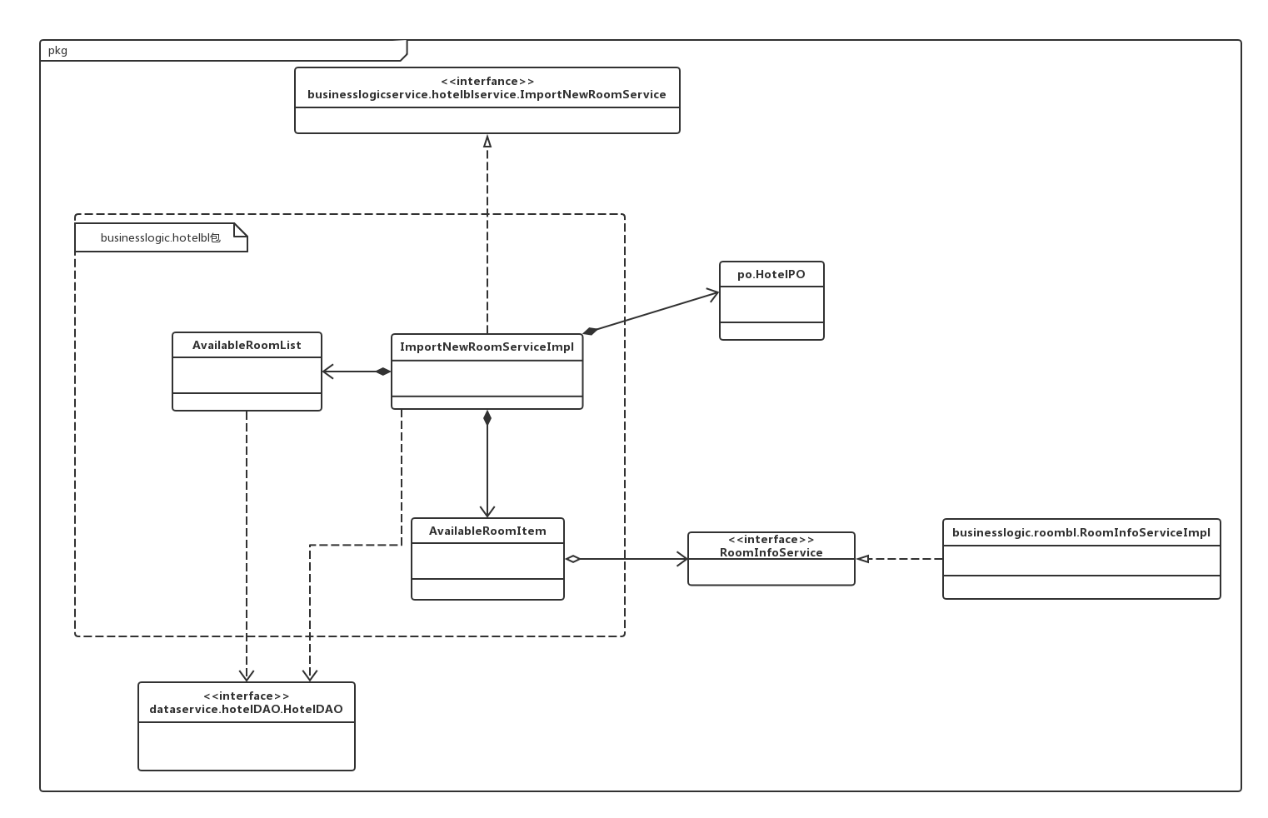 pkg
<<interfance>>
businesslogicservice.hotelblservice.ImportNewRoomService
businesslogic.hotelbl包
po.HotelPO
AvailableRoomList
ImportNewRoomServiceImpl
AvailableRoomItem
<<interface>>
RoomInfoService
businesslogic.roombl.RoomInfoServiceImpl
<<interface>>
dataservice.hotelDAO.HotelDAO